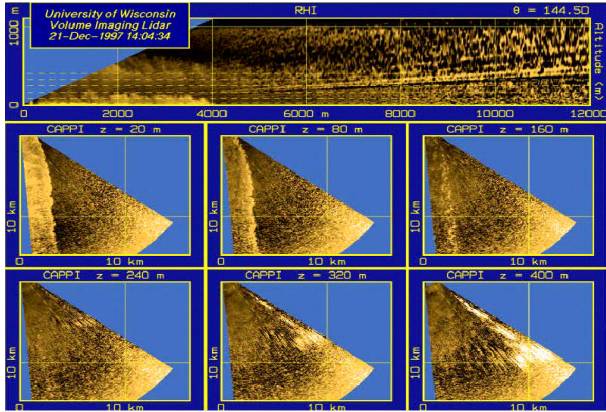 m
1000
0
University of Wisconsin
Volume Imaging Lidar
21-Dec-1997 14:04:34
RHI
θ = 144.50
Altitude (m)
0 2000 4000 m 8000 10000 12000
CAPPI z = 20 m
10 km
0 10 km
CAPPI z = 80 m
10 km
0 10 km
CAPPI z = 160 m
10 km
0 10 km
CAPPI z = 240 m
10 km
0 10 km
CAPPI z = 320 m
10 km
0 10 km
CAPPI z = 400 m
10 km
0 10 km